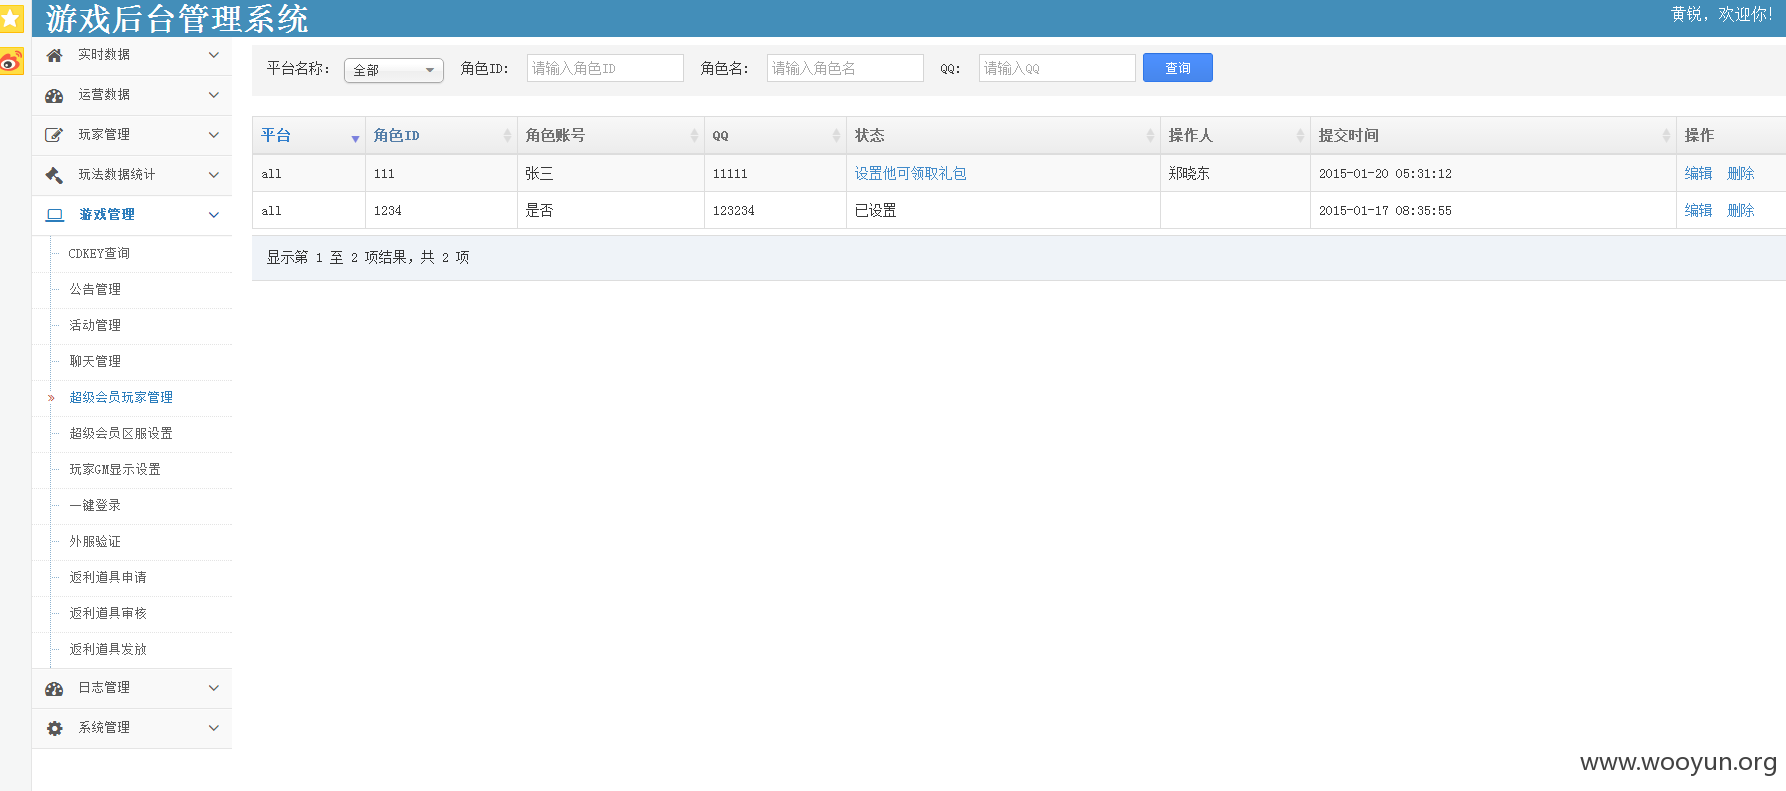 游戏后台管理系统
黄锐，欢迎你！
实时数据
运营数据
玩家管理
玩法数据统计
游戏管理
CDKEY查询
公告管理
活动管理
聊天管理
» 超级会员玩家管理
超级会员区服设置
玩家GM显示设置
一键登录
外服验证
返利道具申请
返利道具审核
返利道具发放
日志管理
系统管理
平台名称： 全部 角色ID: 请输入角色ID 角色名: 请输入角色名 QQ: 请输入QQ 查询
平台 角色ID 角色账号 QQ 状态 操作人 提交时间 操作
all 111 张三 11111 设置他可领取礼包 郑晓东 2015-01-20 05:31:12 编辑 删除
all 1234 是否 123234 已设置 2015-01-17 08:35:55 编辑 删除
显示第 1 至 2 项结果，共 2 项
www.wooyun.org